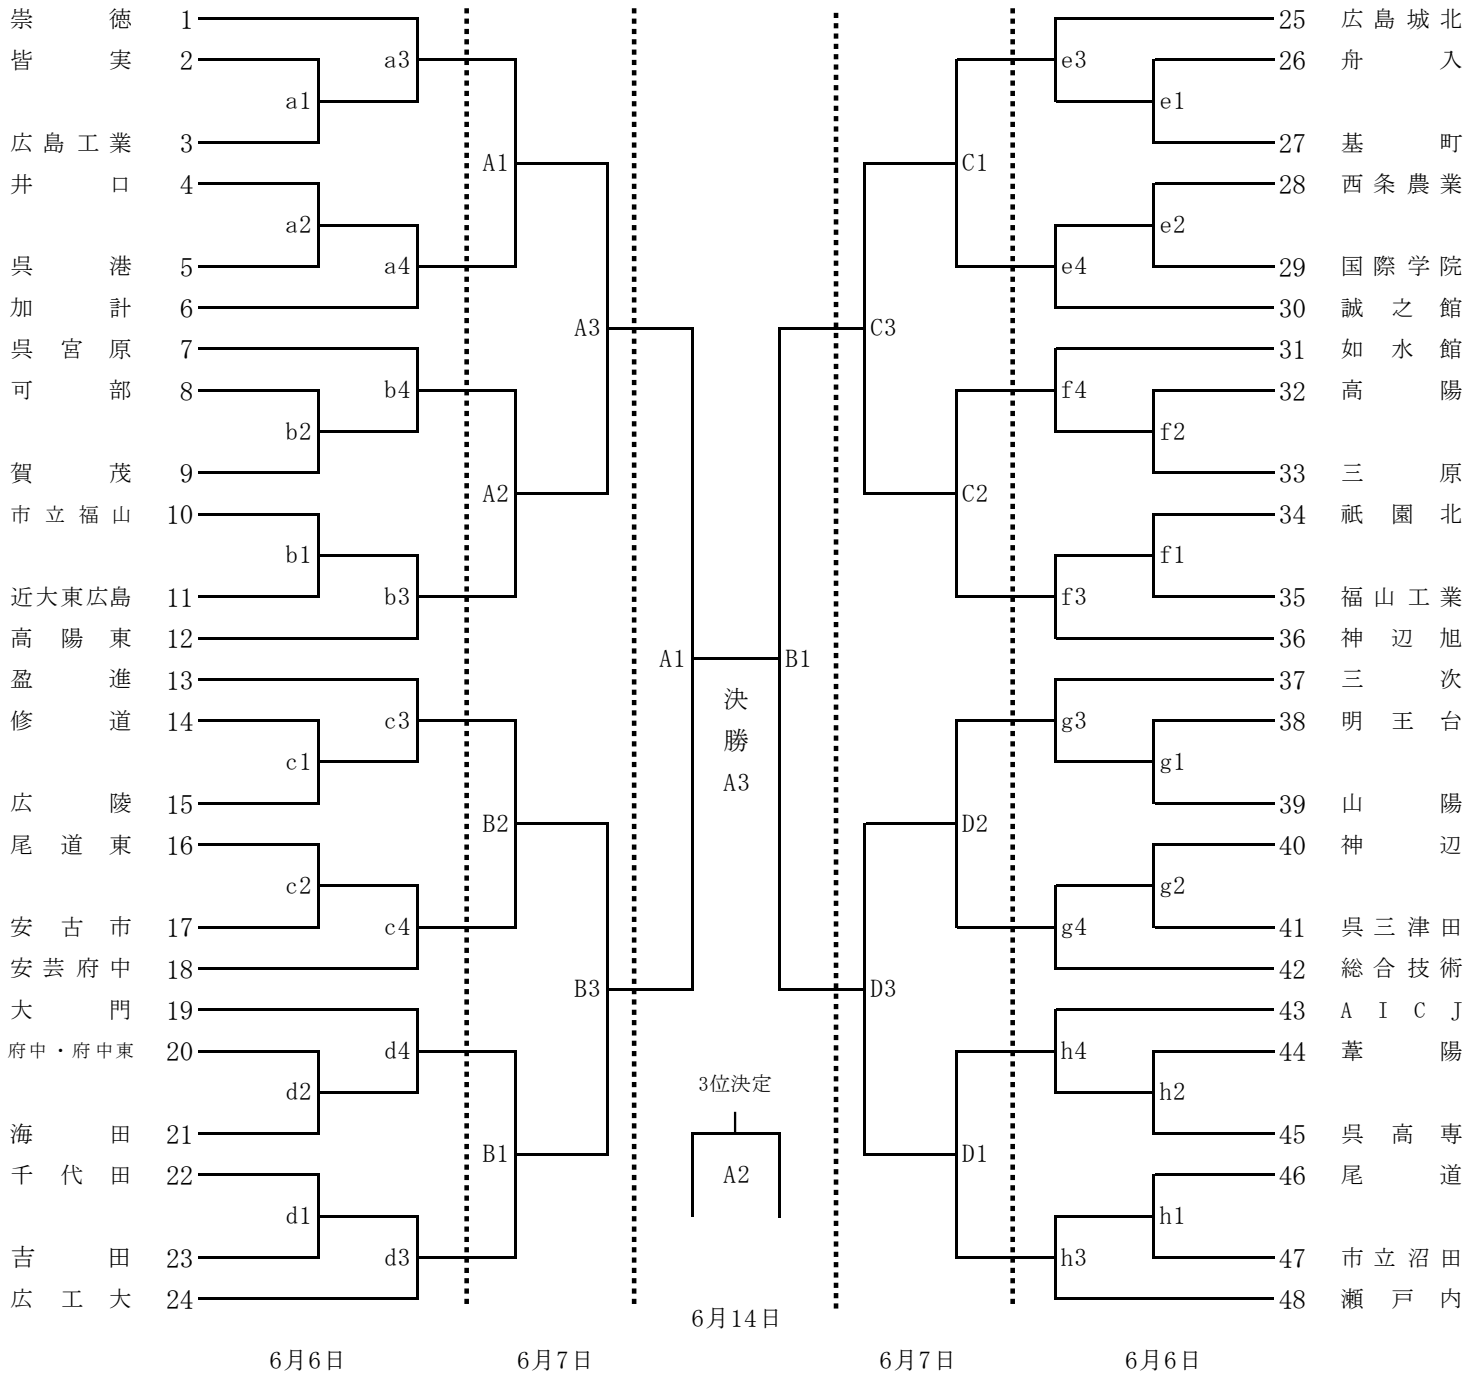 崇徳 1 25 広島城北
皆実 2 a3 e3 26 舟入
a1 e1
広島工業 3 27 基町
A1 C1
井口 4 28 西条農業
a2 e2
呉港 5 a4 e4 29 国際学院
加計 6 30 誠之館
A3 C3
呉宮原 7 31 如水館
可部 8 b4 f4 32 高陽
b2 f2
賀茂 9 33 三原
A2 C2
市立福山 10 34 祇園北
b1 f1
近大東広島 11 b3 f3 35 福山工業
高陽東 12 36 神辺旭
A1 B1
盈進 13 37 三次
決勝
A3
修道 14 c3 g3 38 明王台
c1 g1
広陵 15 39 山陽
B2 D2
尾道東 16 40 神辺
c2 g2
安古市 17 c4 g4 41 呉三津田
安芸府中 18 42 総合技術
B3 D3
大門 19 43 AICJ
府中・府中東 20 d4 h4 44 葦陽
3位決定
d2 h2
海田 21 45 呉高専
B1 D1
千代田 22 A2 46 尾道
d1 h1
吉田 23 d3 h3 47 市立沼田
広工大 24 48 瀬戸内
6月14日
6月6日 6月7日 6月7日 6月6日